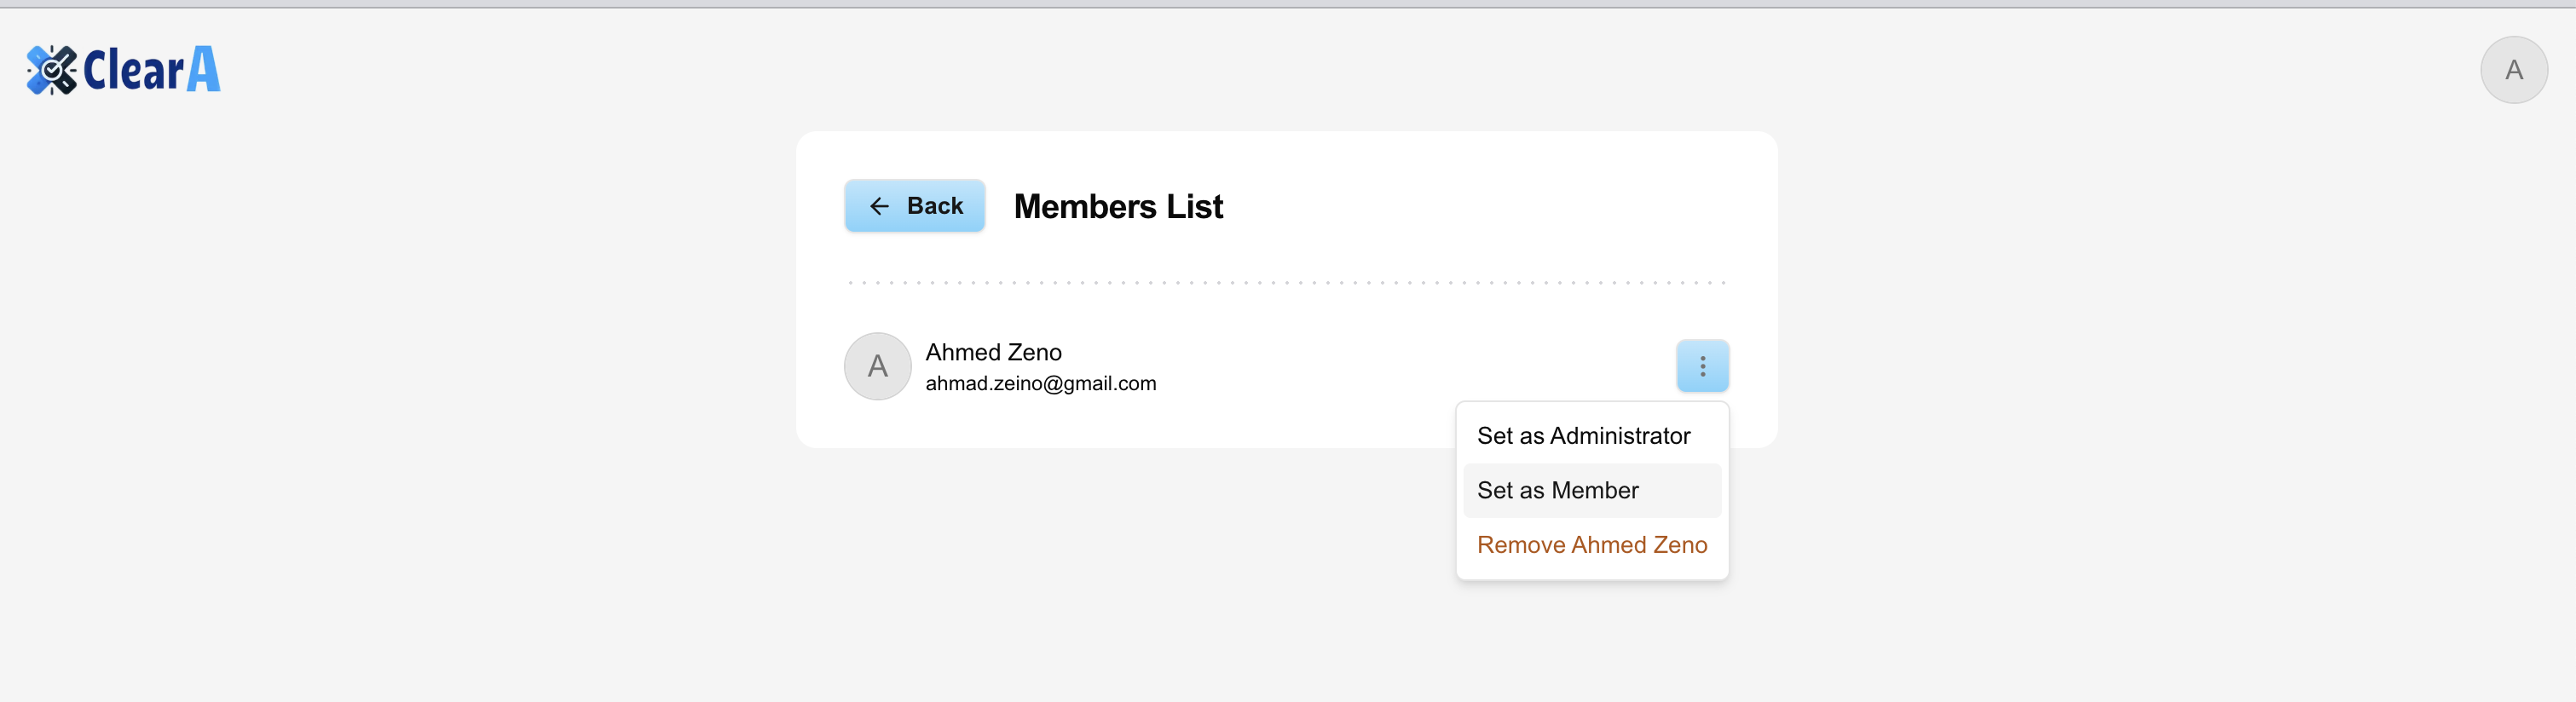 ClearA
A
Back
Members List
A
Ahmed Zeno
ahmad.zeino@gmail.com
Set as Administrator
Set as Member
Remove Ahmed Zeno